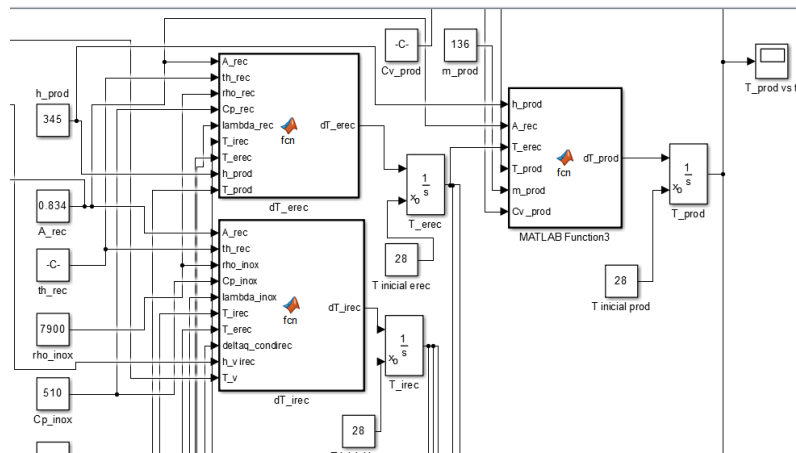 -C-
Cv_prod
136
m_prod
T_prod vs t
h_prod
345
A_rec
th_rec
rho_rec
Cp_rec
lambda_rec
T_irec
T_erec
h_prod
T_prod
fcn
dT_erec
dT_erec
1
s
x0
T_erec
h_prod
A_rec
T_erec
T_prod
m_prod
Cv_prod
fcn
dT_prod
MATLAB Function3
1
s
x0
T_prod
0.834
A_rec
-C-
th_rec
28
T inicial erec
28
T inicial prod
A_rec
th_rec
rho_inox
Cp_inox
lambda_inox
T_irec
T_erec
deltaq_condirec
h_v irec
T_v
fcn
dT_irec
dT_irec
1
s
x0
T_irec
7900
rho_inox
510
Cp_inox
28